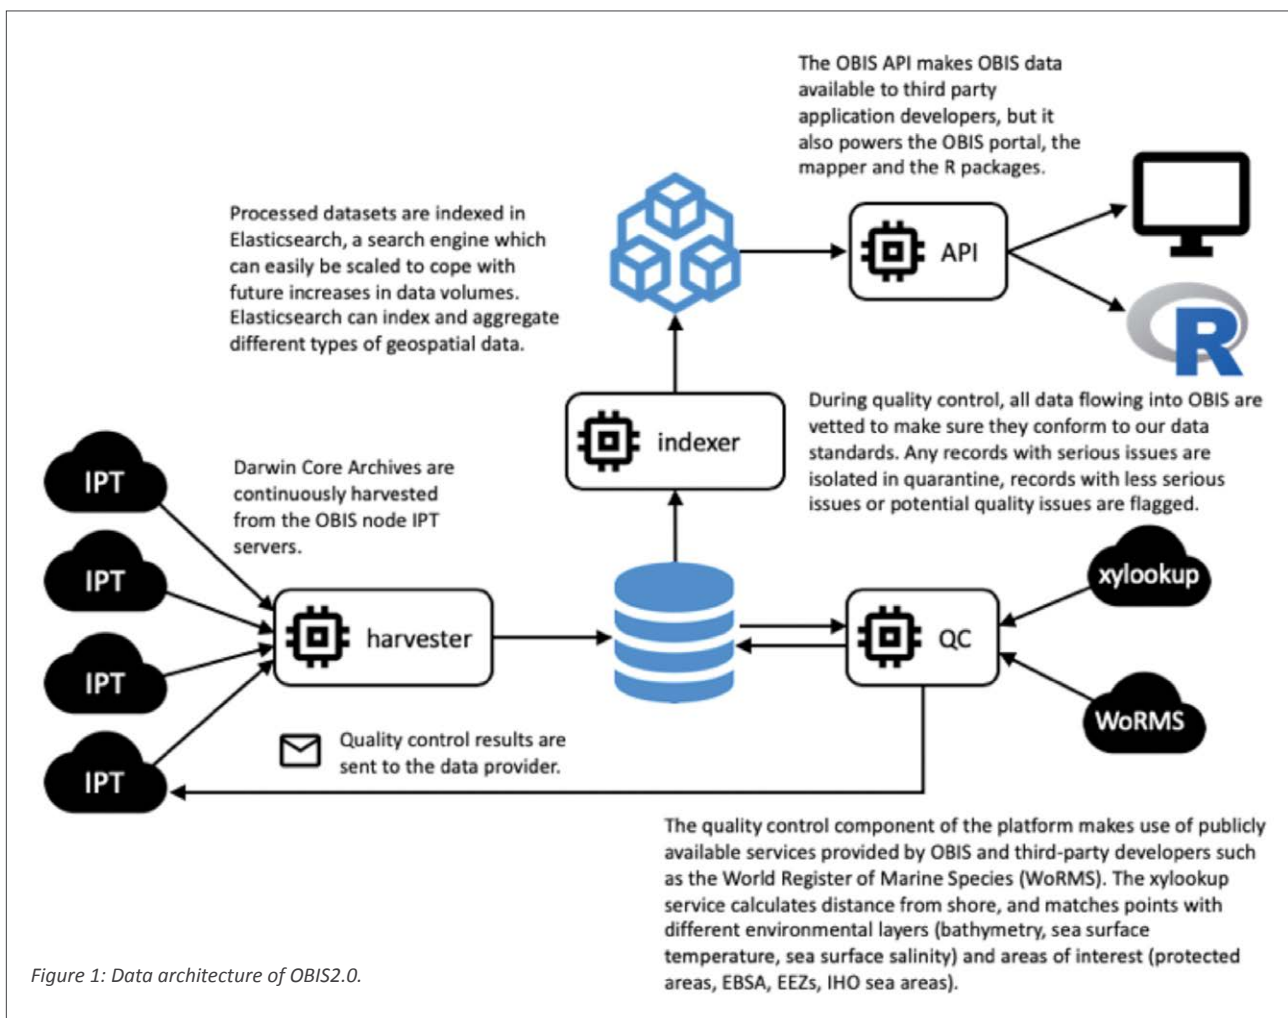 The OBIS API makes OBIS data
available to third party
application developers, but it
also powers the OBIS portal, the
mapper and the R packages.
Processed datasets are indexed in
Elasticsearch, a search engine which
can easily be scaled to cope with
future increases in data volumes.
Elasticsearch can index and aggregate
different types of geospatial data.
API
R
indexer
During quality control, all data flowing into OBIS are
vetted to make sure they conform to our data
standards. Any records with serious issues are
isolated in quarantine, records with less serious
issues or potential quality issues are flagged.
IPT
Darwin Core Archives are
continuously harvested
from the OBIS node IPT
servers.
IPT
IPT
IPT
harvester
QC
xylookup
WoRMS
Quality control results are
sent to the data provider.
The quality control component of the platform makes use of publicly
available services provided by OBIS and third-party developers such
as the World Register of Marine Species (WoRMS). The xylookup
service calculates distance from shore, and matches points with
different environmental layers (bathymetry, sea surface
temperature, sea surface salinity) and areas of interest (protected
areas, EBSA, EEZs, IHO sea areas).
Figure 1: Data architecture of OBIS2.0.